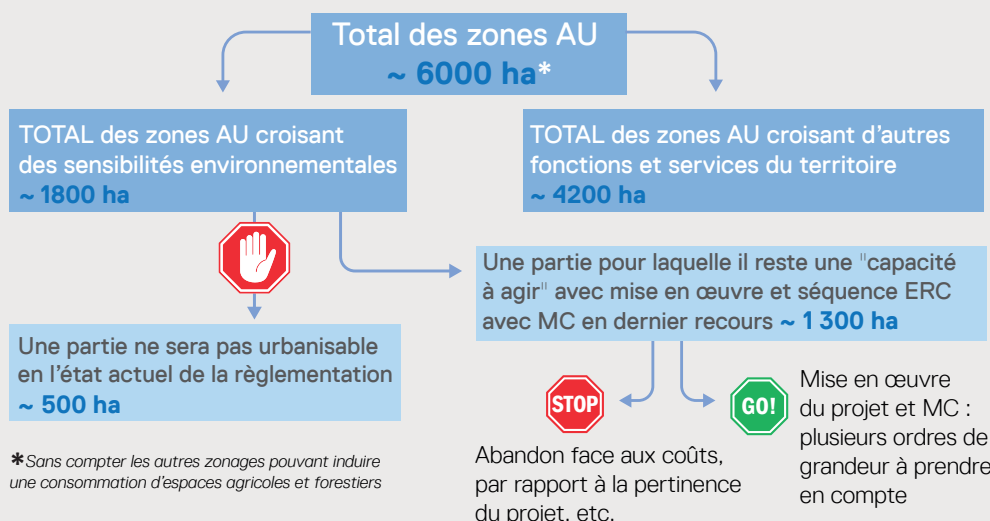 Total des zones AU
~ 6000 ha*
TOTAL des zones AU croisant
des sensibilités environnementales
~ 1800 ha
TOTAL des zones AU croisant d'autres
fonctions et services du territoire
~ 4200 ha
Une partie pour laquelle il reste une "capacité
à agir" avec mise en œuvre et séquence ERC
avec MC en dernier recours ~ 1 300 ha
Une partie ne sera pas urbanisable
en l'état actuel de la règlementation
~ 500 ha
STOP
Abandon face aux coûts,
par rapport à la pertinence
du projet, etc.
GO!
Mise en œuvre
du projet et MC :
plusieurs ordres de
grandeur à prendre
en compte
*Sans compter les autres zonages pouvant induire
une consommation d'espaces agricoles et forestiers